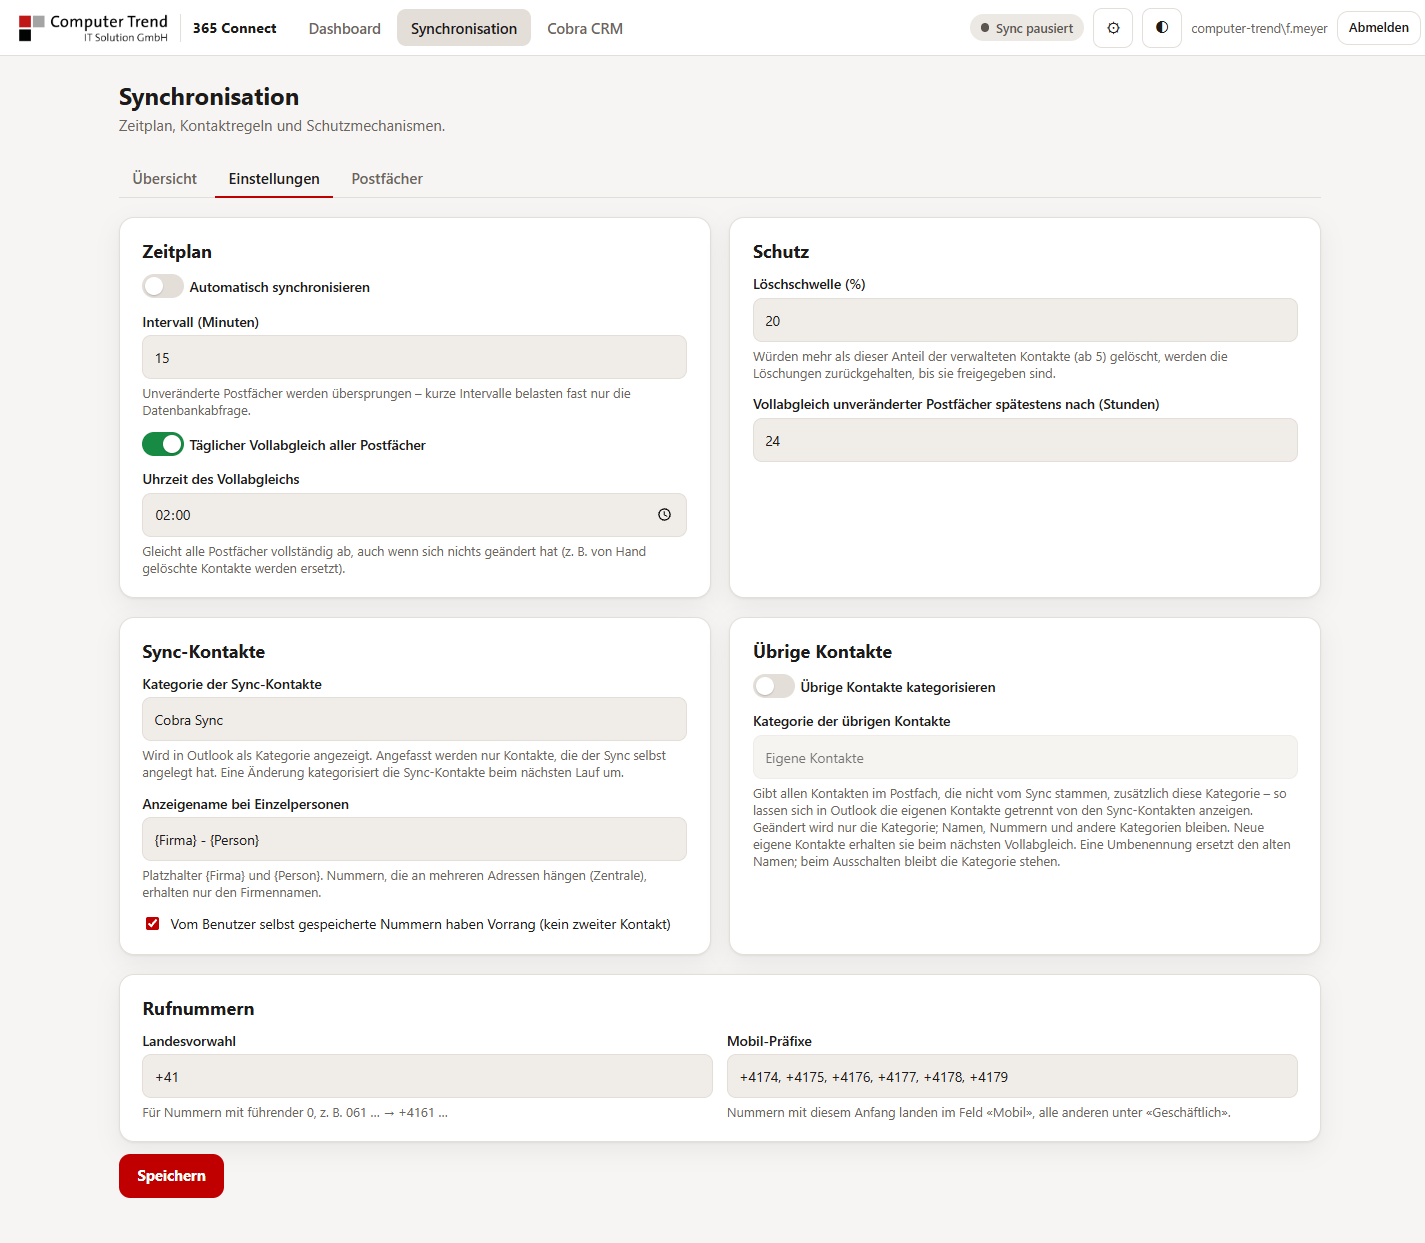 Computer Trend
IT Solution GmbH
365 Connect
Dashboard
Synchronisation
Cobra CRM
Sync pausiert
computer-trend\f.meyer
Abmelden
Synchronisation
Zeitplan, Kontaktregeln und Schutzmechanismen.
Übersicht
Einstellungen
Postfächer
Zeitplan
Automatisch synchronisieren
Intervall (Minuten)
15
Unveränderte Postfächer werden übersprungen – kurze Intervalle belasten fast nur die
Datenbankabfrage.
Täglicher Vollabgleich aller Postfächer
Uhrzeit des Vollabgleichs
02:00
Gleicht alle Postfächer vollständig ab, auch wenn sich nichts geändert hat (z. B. von Hand
gelöschte Kontakte werden ersetzt).
Schutz
Löschschwelle (%)
20
Würden mehr als dieser Anteil der verwalteten Kontakte (ab 5) gelöscht, werden die
Löschungen zurückgehalten, bis sie freigegeben sind.
Vollabgleich unveränderter Postfächer spätestens nach (Stunden)
24
Sync-Kontakte
Kategorie der Sync-Kontakte
Cobra Sync
Wird in Outlook als Kategorie angezeigt. Angefasst werden nur Kontakte, die der Sync selbst
angelegt hat. Eine Änderung kategorisiert die Sync-Kontakte beim nächsten Lauf um.
Anzeigename bei Einzelpersonen
{Firma} - {Person}
Platzhalter {Firma} und {Person}. Nummern, die an mehreren Adressen hängen (Zentrale),
erhalten nur den Firmennamen.
Vom Benutzer selbst gespeicherte Nummern haben Vorrang (kein zweiter Kontakt)
Übrige Kontakte
Übrige Kontakte kategorisieren
Kategorie der übrigen Kontakte
Eigene Kontakte
Gibt allen Kontakten im Postfach, die nicht vom Sync stammen, zusätzlich diese Kategorie – so
lassen sich in Outlook die eigenen Kontakte getrennt von den Sync-Kontakten anzeigen.
Geändert wird nur die Kategorie; Namen, Nummern und andere Kategorien bleiben. Neue
eigene Kontakte erhalten sie beim nächsten Vollabgleich. Eine Umbenennung ersetzt den alten
Namen; beim Ausschalten bleibt die Kategorie stehen.
Rufnummern
Landesvorwahl
+41
Für Nummern mit führender 0, z. B. 061 ... → +4161 ...
Mobil-Präfixe
+4174, +4175, +4176, +4177, +4178, +4179
Nummern mit diesem Anfang landen im Feld «Mobil», alle anderen unter «Geschäftlich».
Speichern